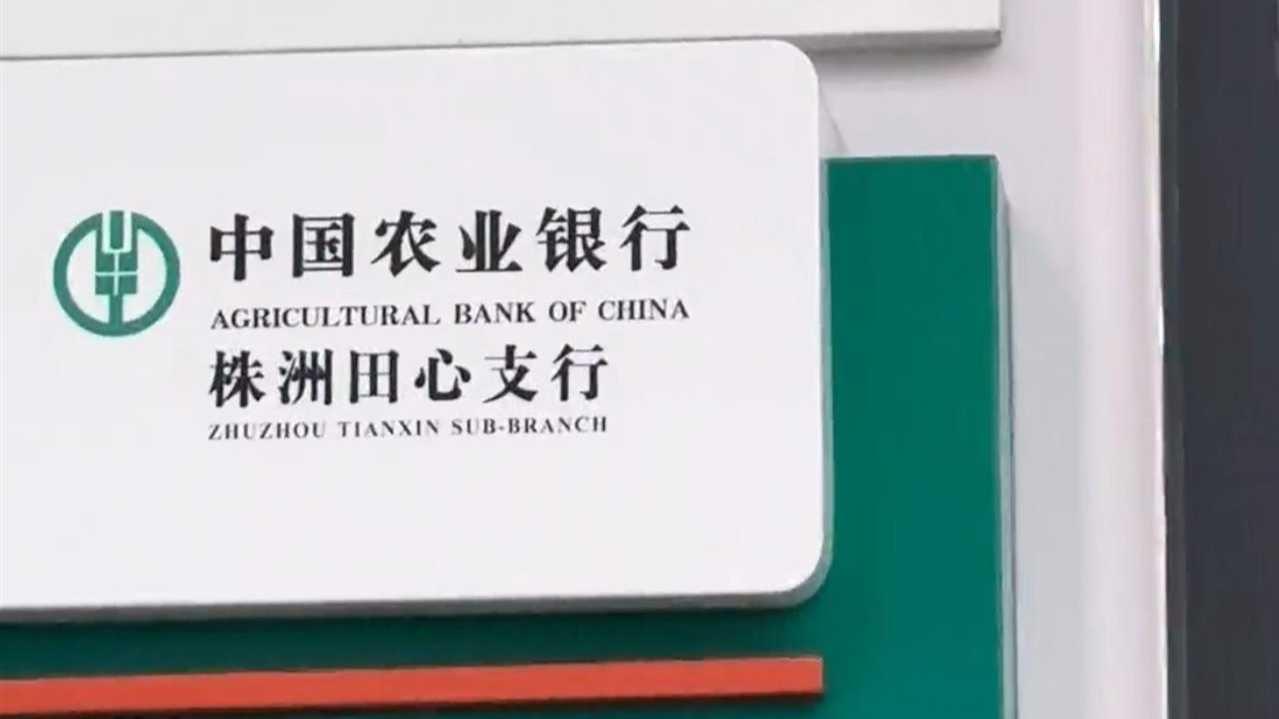 中国农业银行
AGRICULTURAL BANK OF CHINA
株洲田心支行
ZHUZHOU TIANXIN SUB-BRANCH